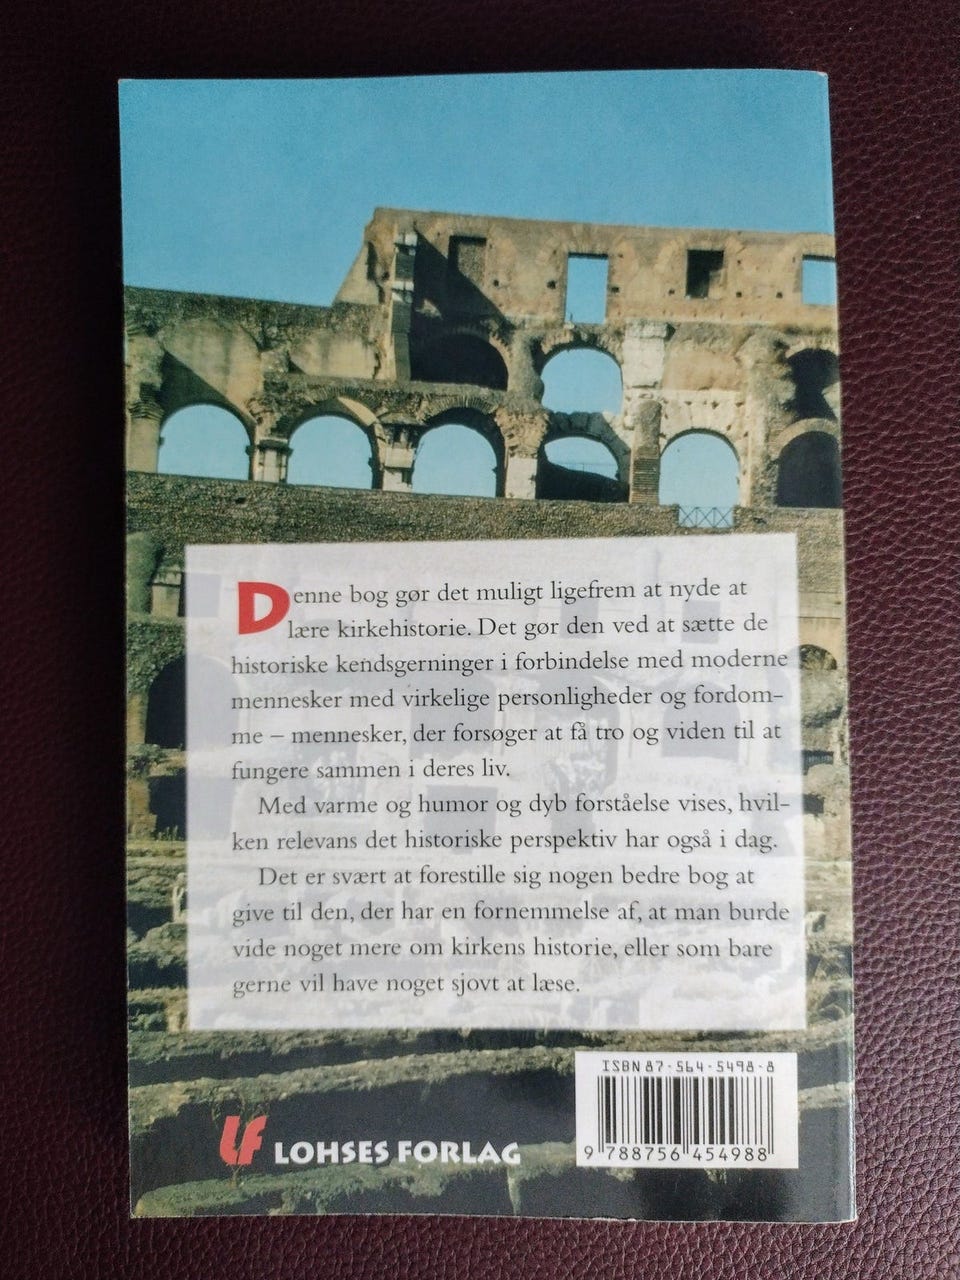 Denne bog gør det muligt ligefrem at nyde at
lære kirkehistorie. Det gør den ved at sætte de
historiske kendsgerninger i forbindelse med moderne
mennesker med virkelige personligheder og fordom-
me – mennesker, der forsøger at få tro og viden til at
fungere sammen i deres liv.
Med varme og humor og dyb forståelse vises, hvil-
ken relevans det historiske perspektiv har også i dag.
Det er svært at forestille sig nogen bedre bog at
give til den, der har en fornemmelse af, at man burde
vide noget mere om kirkens historie, eller som bare
gerne vil have noget sjovt at læse.
ISBN 87-564-5498-8
9 788756 454988
LF LOHSES FORLAG